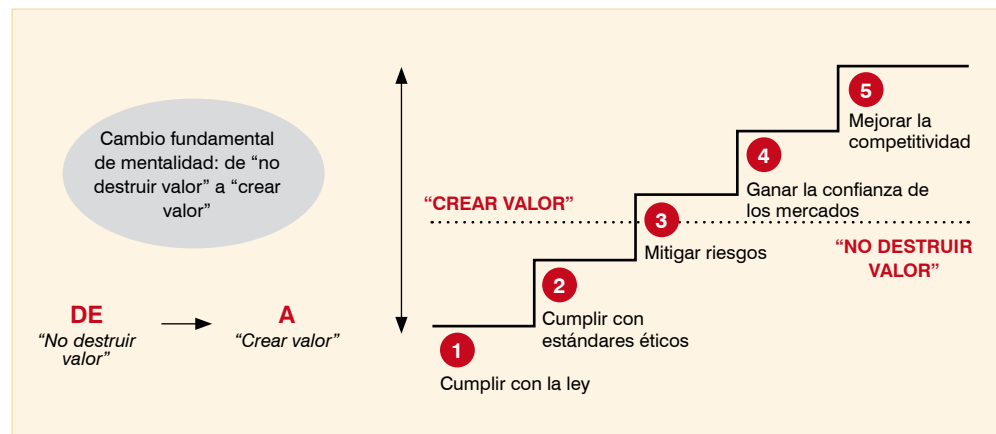 Cambio fundamental
de mentalidad: de “no
destruir valor” a “crear
valor”
DE
“No destruir
valor”
A
“Crear valor”
“CREAR VALOR”
“NO DESTRUIR
VALOR”
1
Cumplir con la ley
2
Cumplir con
estándares éticos
3
Mitigar riesgos
4
Ganar la confianza de
los mercados
5
Mejorar la
competitividad